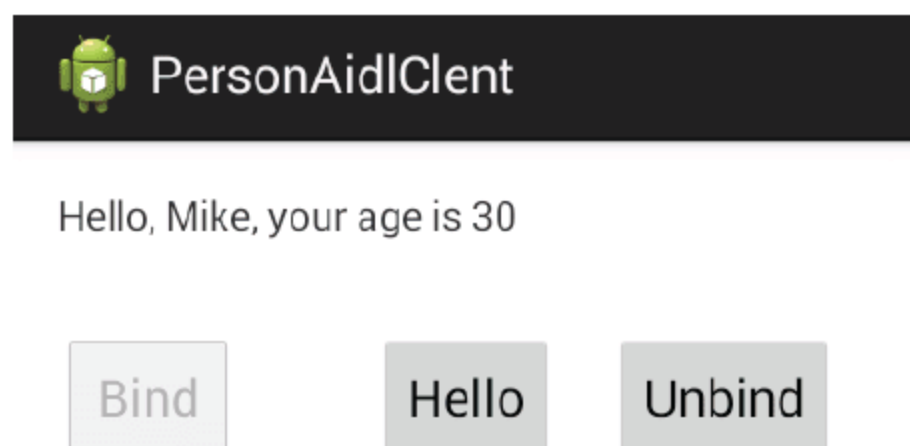 PersonAidlClent
Hello, Mike, your age is 30
Bind Hello Unbind